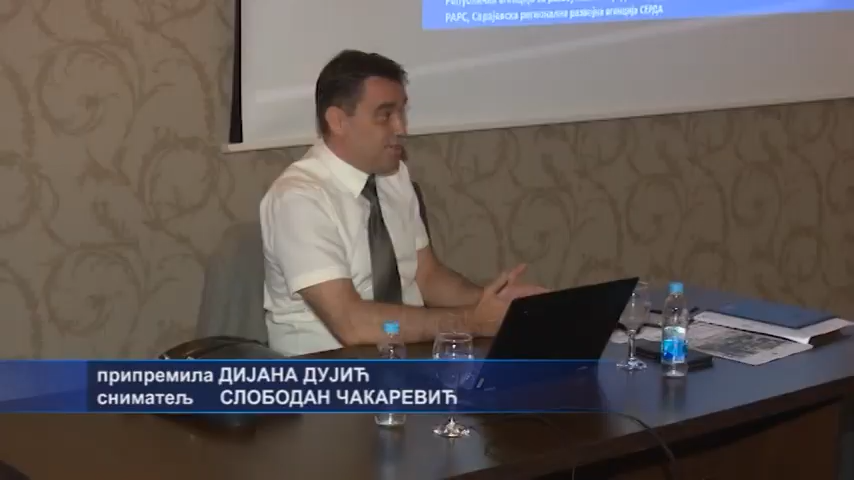 РАРС, Сарајевска регионална развојна агенција СЕРДА
припремила ДИЈАНА ДУЈИЋ
сниматељ СЛОБОДАН ЧАКАРЕВИЋ